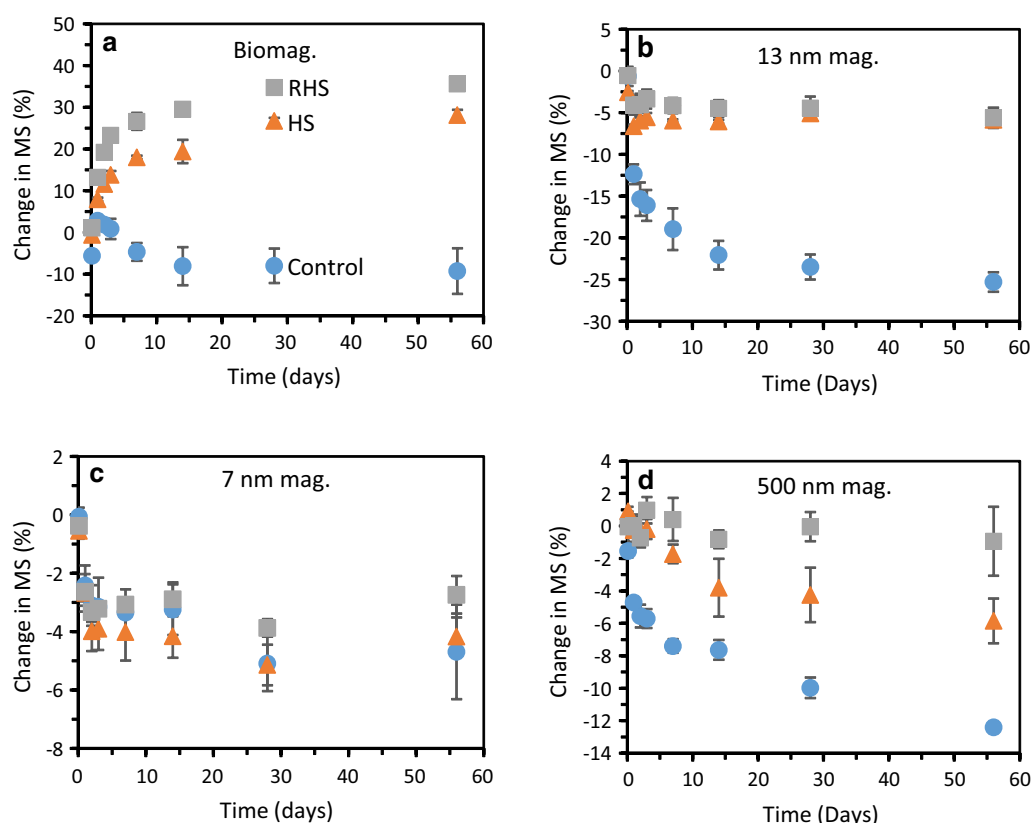 a
Biomag.
RHS
HS
Control
50
40
30
20
10
0
-10
-20
Change in MS (%)
0 10 20 30 40 50 60
Time (days)
b
13 nm mag.
5
0
-5
-10
-15
-20
-25
-30
Change in MS (%)
0 10 20 30 40 50 60
Time (Days)
c
7 nm mag.
2
0
-2
-4
-6
-8
Change in MS (%)
0 10 20 30 40 50 60
Time (days)
d
500 nm mag.
4
2
0
-2
-4
-6
-8
-10
-12
-14
Change in MS (%)
0 10 20 30 40 50 60
Time (Days)